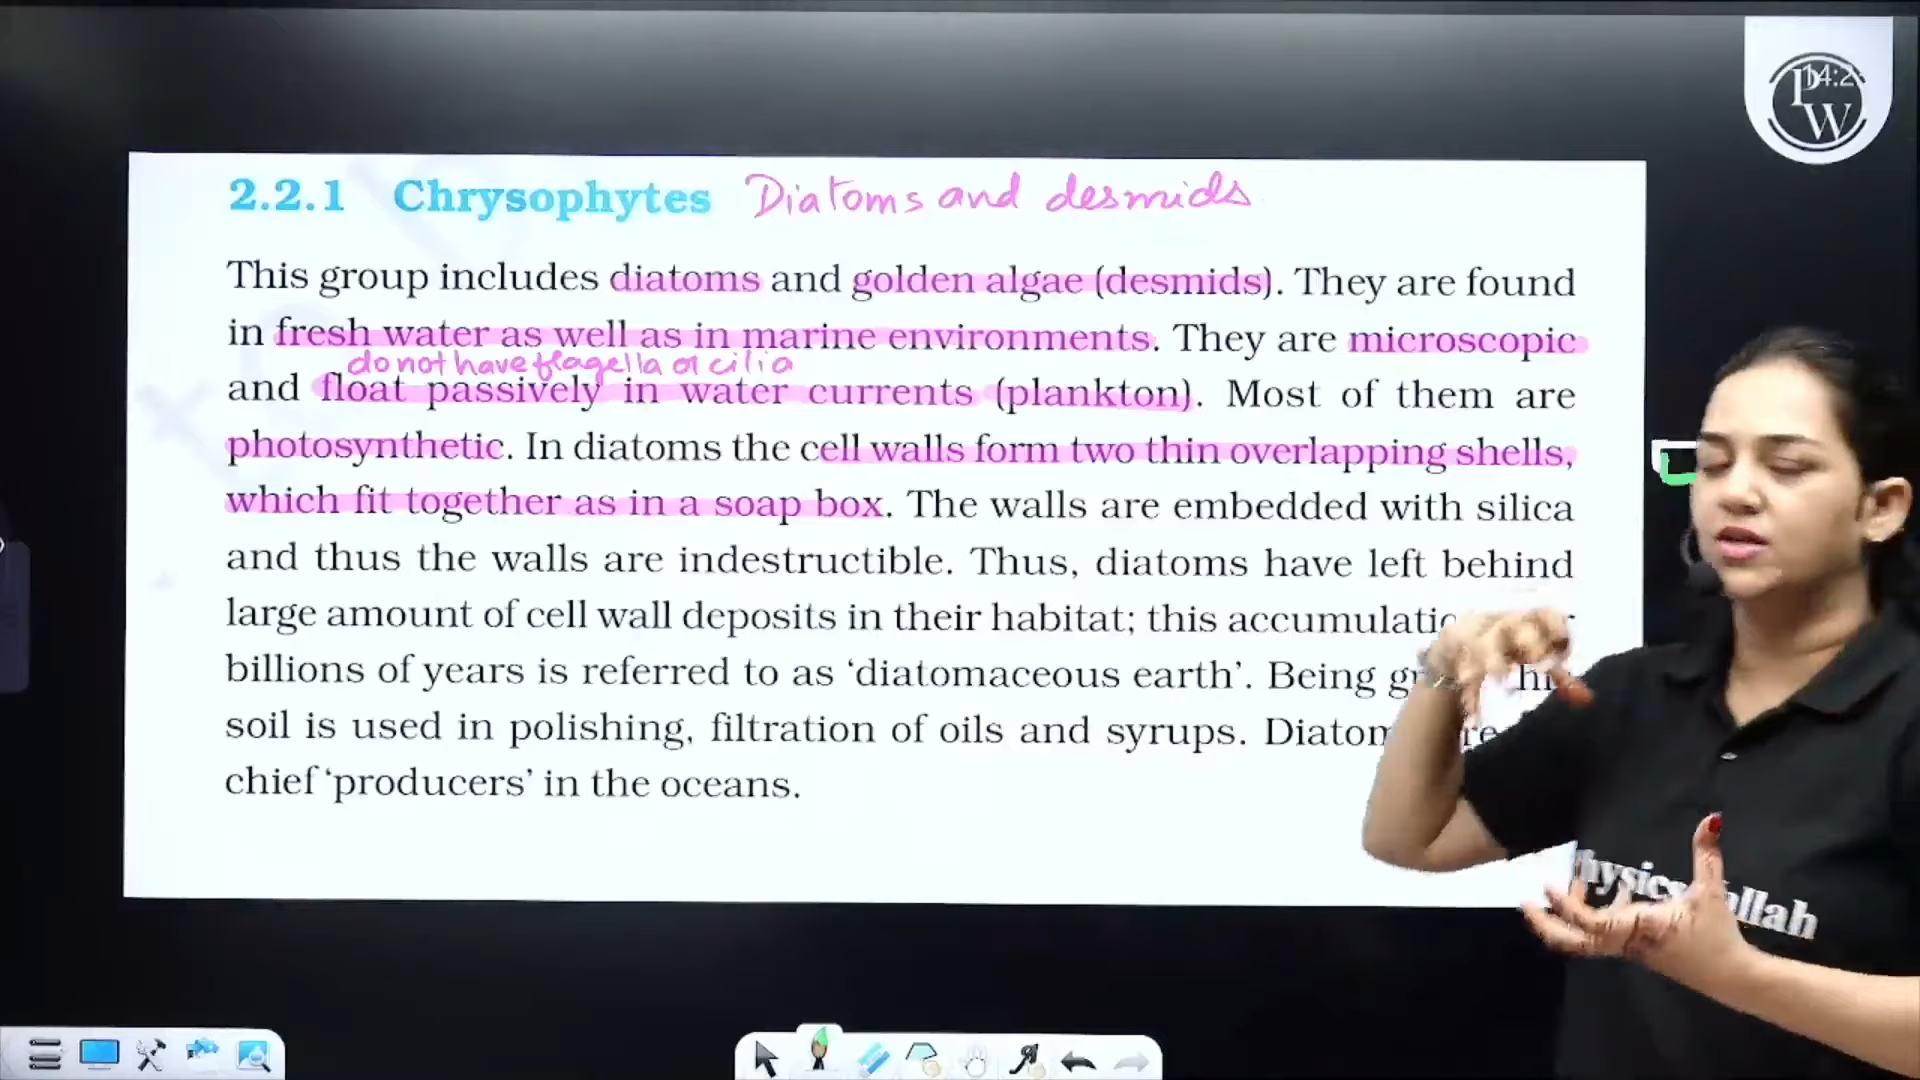 14:2
P
W
2.2.1 Chrysophytes Diatoms and desmids
This group includes diatoms and golden algae (desmids). They are found
in fresh water as well as in marine environments. They are microscopic
do not have flagella or cilia
and float passively in water currents (plankton). Most of them are
photosynthetic. In diatoms the cell walls form two thin overlapping shells,
which fit together as in a soap box. The walls are embedded with silica
and thus the walls are indestructible. Thus, diatoms have left behind
large amount of cell wall deposits in their habitat; this
billions of years is referred to as ‘diatomaceous earth’. Being
soil is used in polishing, filtration of oils and syrups.
chief ‘producers’ in the oceans.